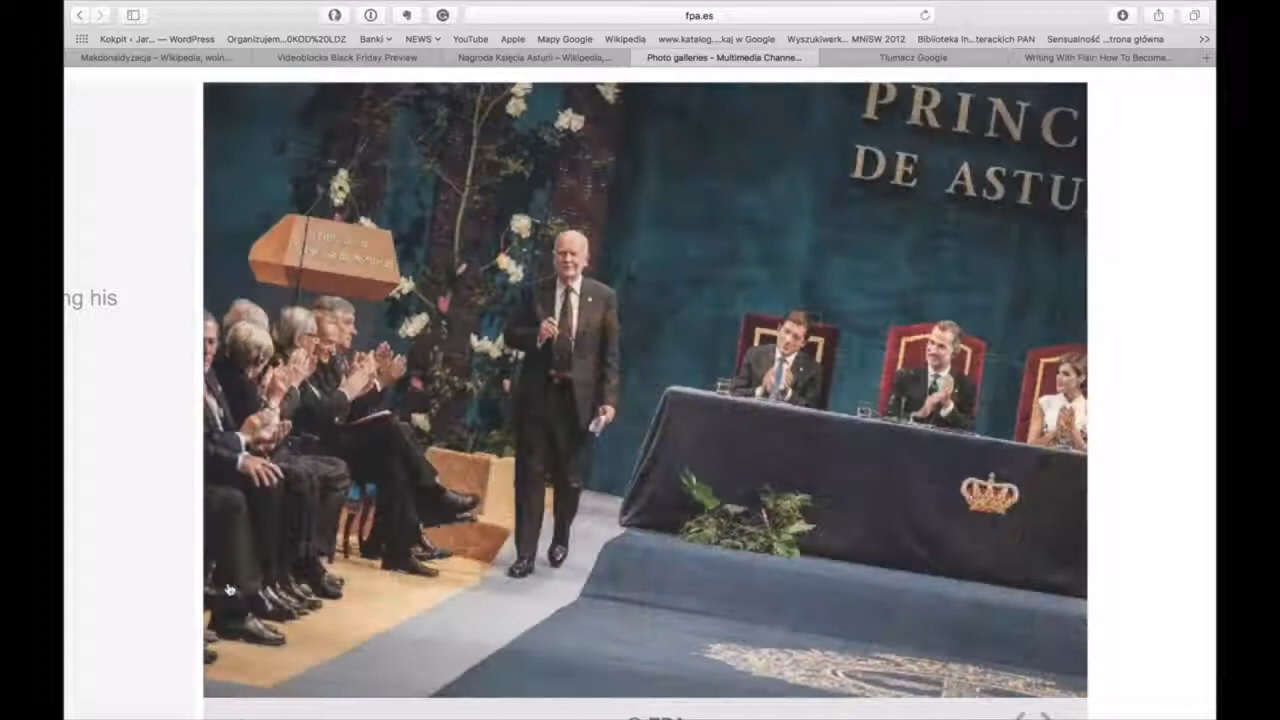 fpa.es
Kokpit ‹ Jar... — WordPress Organizujem...0KOD%20LDZ Banki NEWS YouTube Apple Mapy Google Wikipedia www.katalog....kaj w Google Wyszukiwerk... MNiSW 2012 Biblioteka In...terackich PAN Sensualność ...trona główna
Makdonaldyzacja – Wikipedia, woln... Videoblocks Black Friday Preview Nagroda Księcia Asturii – Wikipedia,... Photo galleries - Multimedia Channe... Tłumacz Google Writing With Flair: How To Become...
PRINC
DE ASTU
ng his